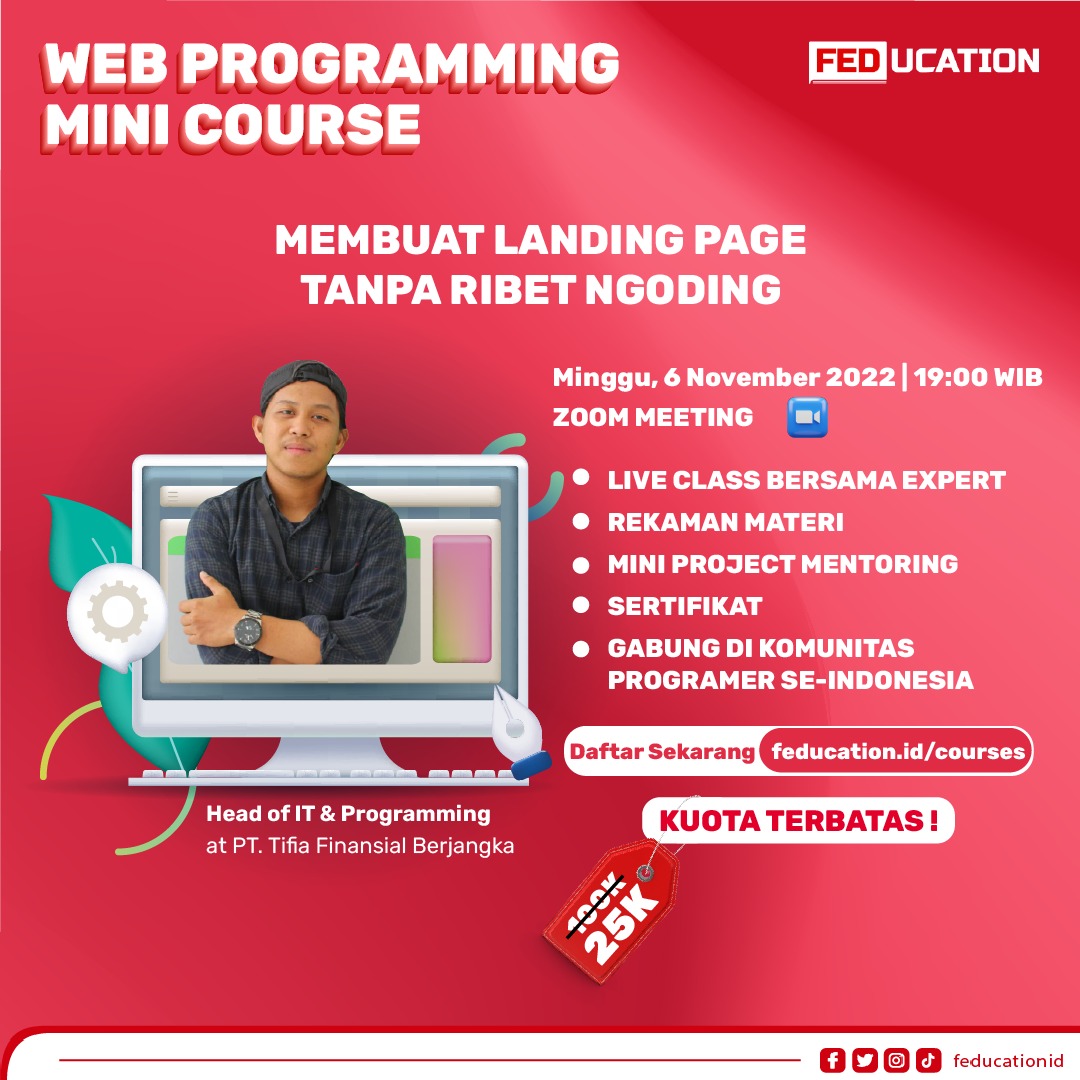 WEB PROGRAMMING
MINI COURSE
FEDUCATION
MEMBUAT LANDING PAGE
TANPA RIBET NGODING
Minggu, 6 November 2022 | 19:00 WIB
ZOOM MEETING
LIVE CLASS BERSAMA EXPERT
REKAMAN MATERI
MINI PROJECT MENTORING
SERTIFIKAT
GABUNG DI KOMUNITAS
PROGRAMER SE-INDONESIA
Daftar Sekarang feducation.id/courses
Head of IT & Programming
at PT. Tifia Finansial Berjangka
KUOTA TERBATAS !
100K
25K
feducationid